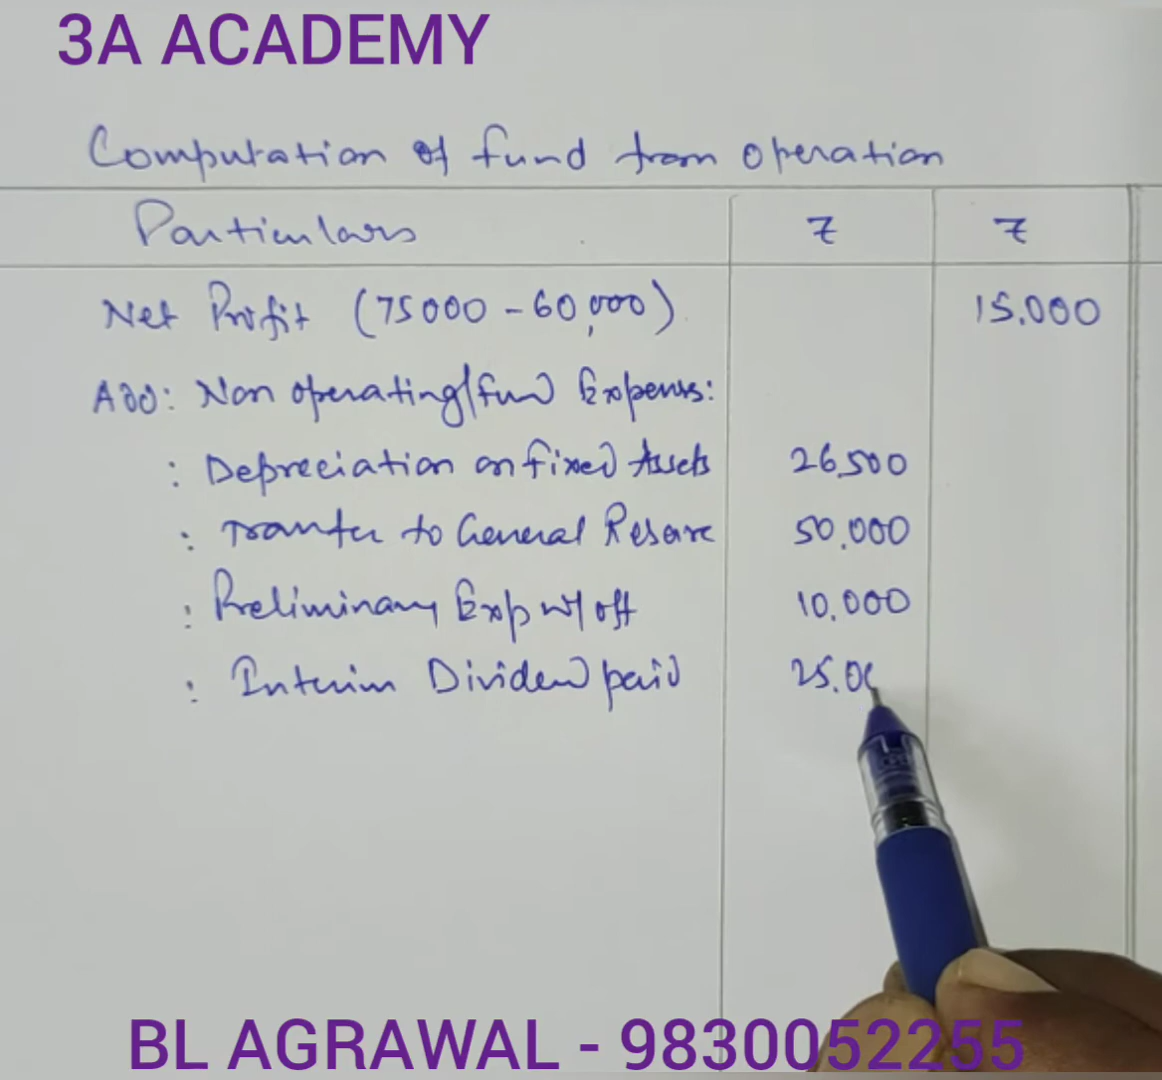 3A ACADEMY
Computation of fund from operation
Particulars ₹ ₹
Net Profit (75000 - 60,000) 15,000
Add: Non operating/fund Expenses:
: Depreciation on fixed Assets 26,500
: Transfer to General Reserve 50,000
: Preliminary Exp w/off 10,000
: Interim Dividend paid 25,00
BL AGRAWAL - 9830052255